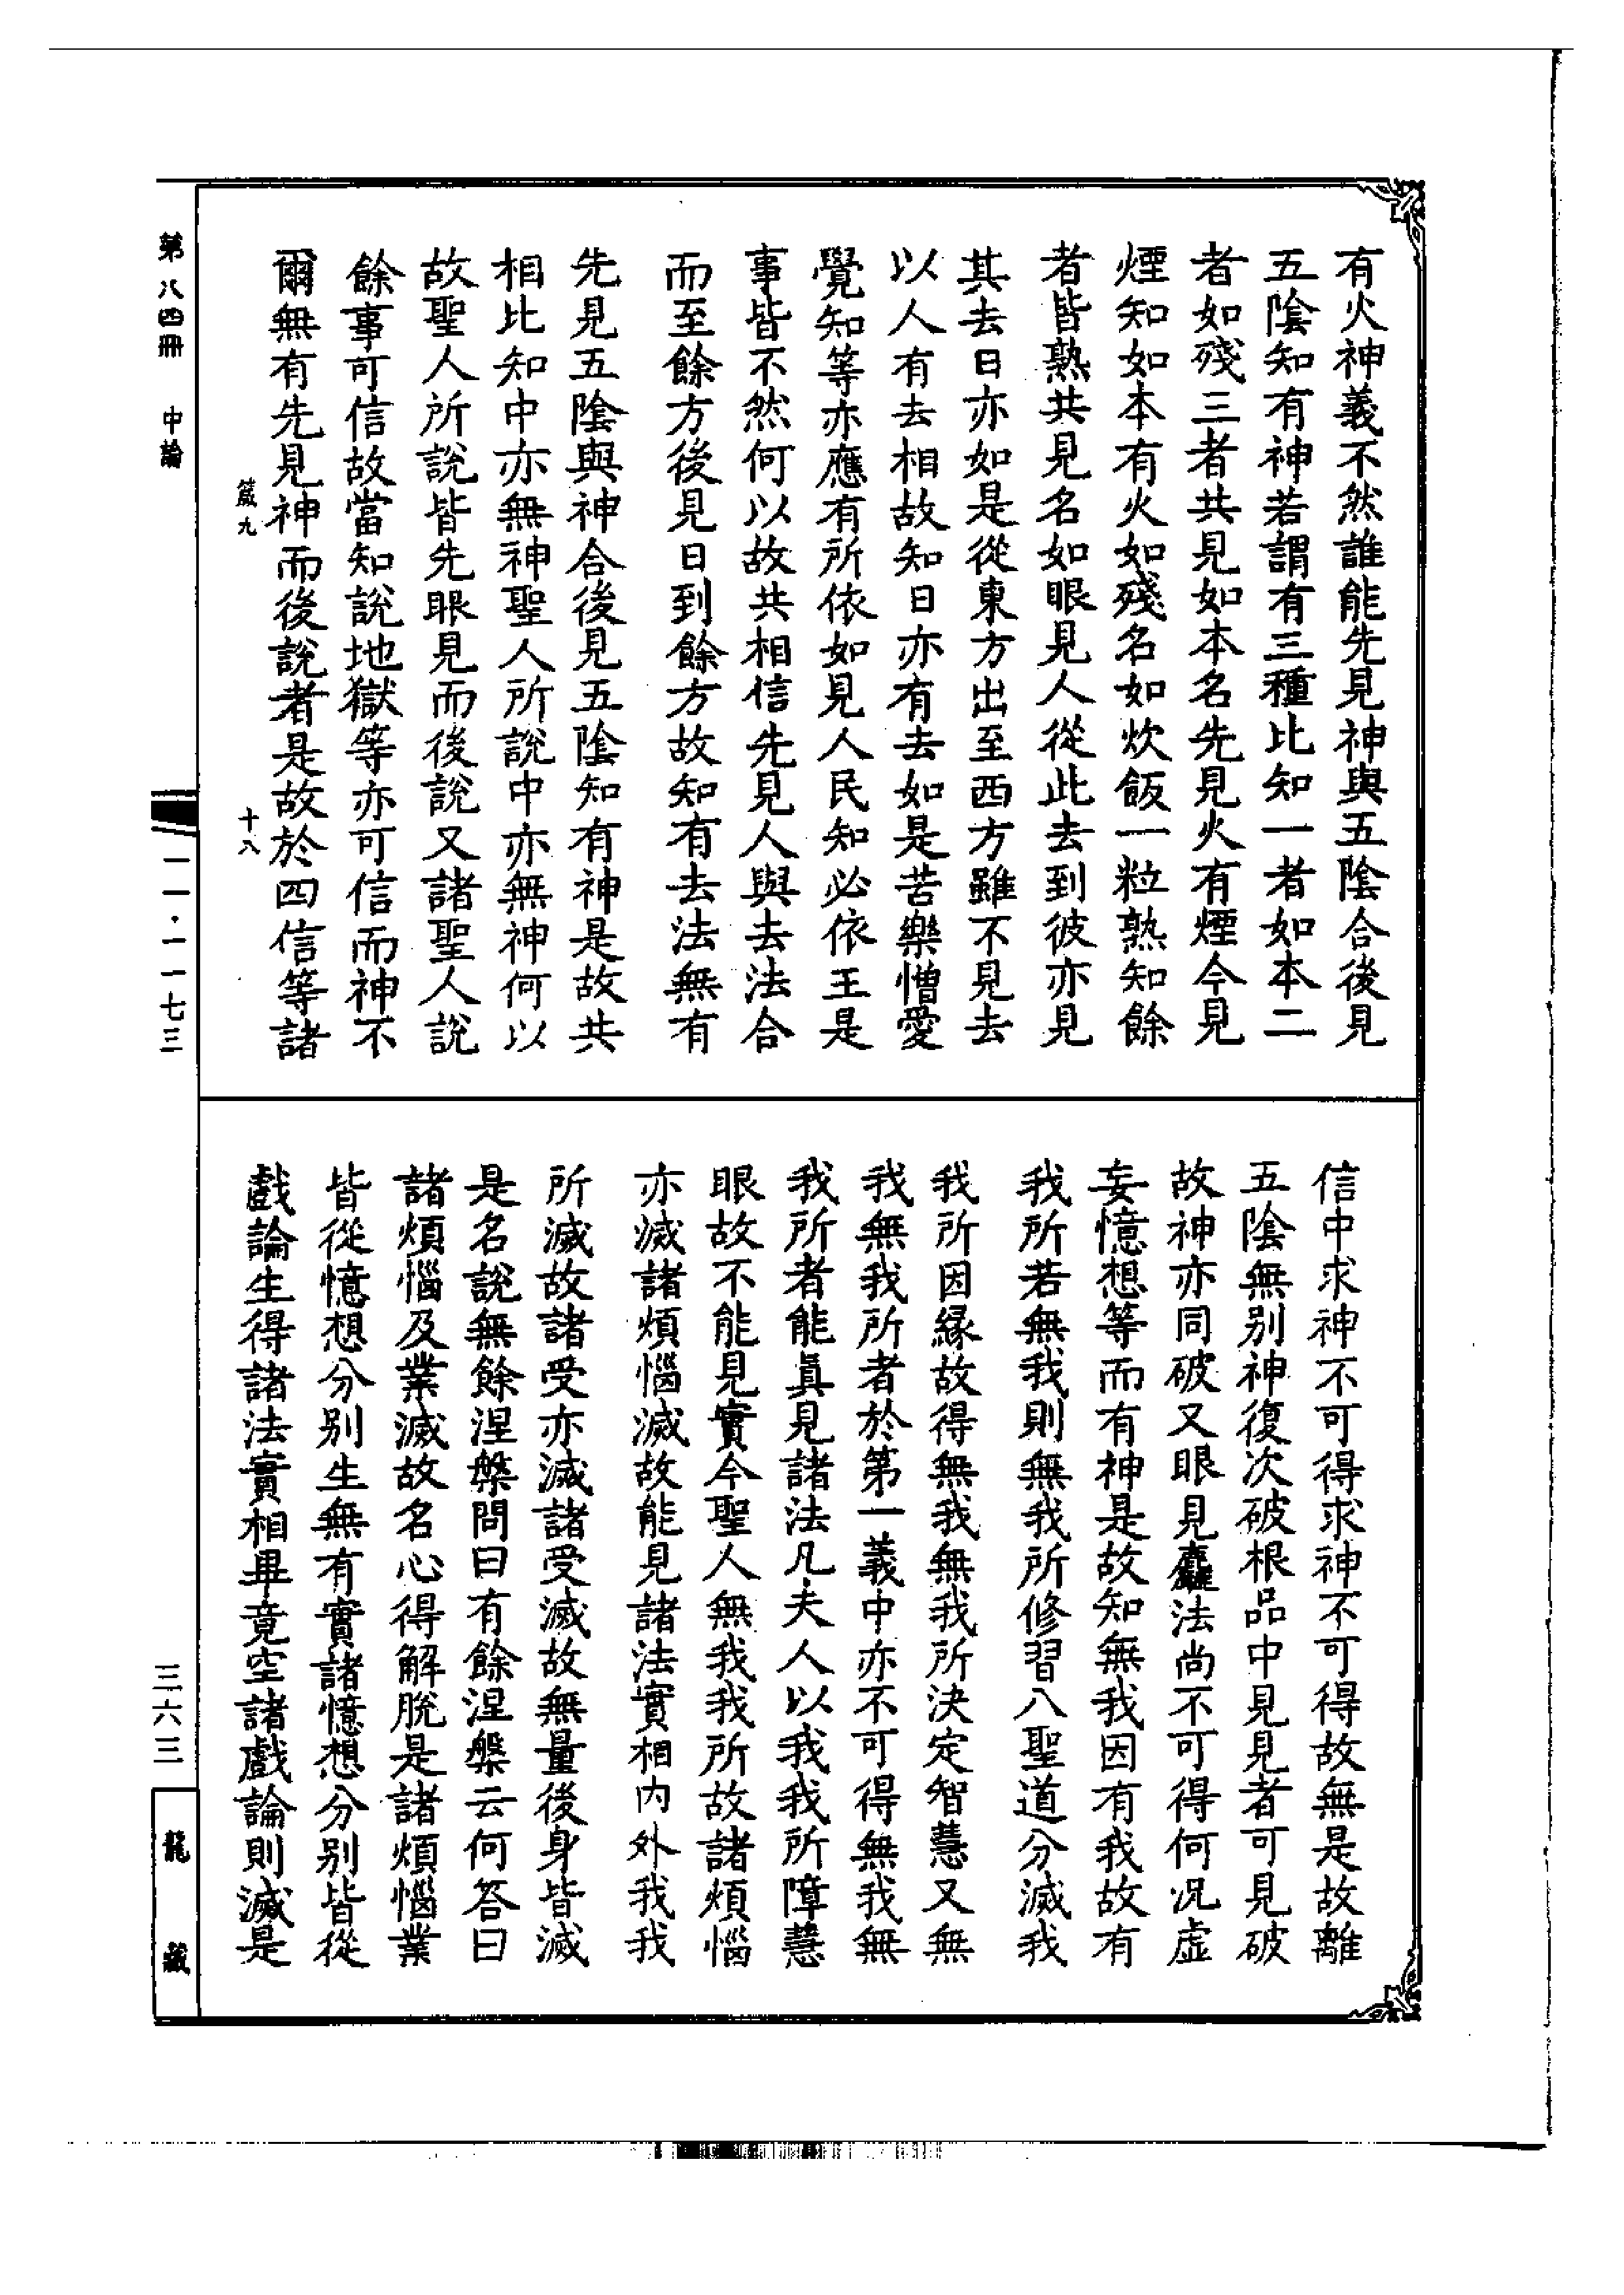 有火神義不然誰能先見神與五陰合後見
五陰知有神若謂有三種比知一者如本二
者如殘三者共見如本名先見火有煙今見
煙知如本有火如殘名如炊飯一粒熟知餘
者皆熟共見名如眼見人從此去到彼亦見
其去日亦如是從東方出至西方雖不見去
以人有去相故知日亦有去如是苦樂憎愛
覺知等亦應有所依如見人民知必依王是
事皆不然何以故共相信先見人與去法合
而至餘方後見日到餘方故知有去法無有
先見五陰與神合後見五陰知有神是故共
相比知中亦無神聖人所說中亦無神何以
故聖人所說皆先眼見而後說又諸聖人說
餘事可信故當知說地獄等亦可信而神不
爾無有先見神而後說者是故於四信等諸
箴九
十八
信中求神不可得求神不可得故無是故離
五陰無別神復次破根品中見見者可見破
故神亦同破又眼見麤法尚不可得何況虛
妄憶想等而有神是故知無我因有我故有
我所若無我則無我所修習八聖道分滅我
我所因緣故得無我無我所決定智慧又無
我無我所者於第一義中亦不可得無我無
我所者能眞見諸法凡夫人以我我所障慧
眼故不能見實今聖人無我我所故諸煩惱
亦滅諸煩惱滅故能見諸法實相內外我我
所滅故諸受亦滅諸受滅故無量後身皆滅
是名說無餘涅槃問曰有餘涅槃云何答曰
諸煩惱及業滅故名心得解脫是諸煩惱業
皆從憶想分別生無有實諸憶想分別皆從
戲論生得諸法實相畢竟空諸戲論則滅是
第八四冊
中論
一一·一一七三
三六三
龍藏